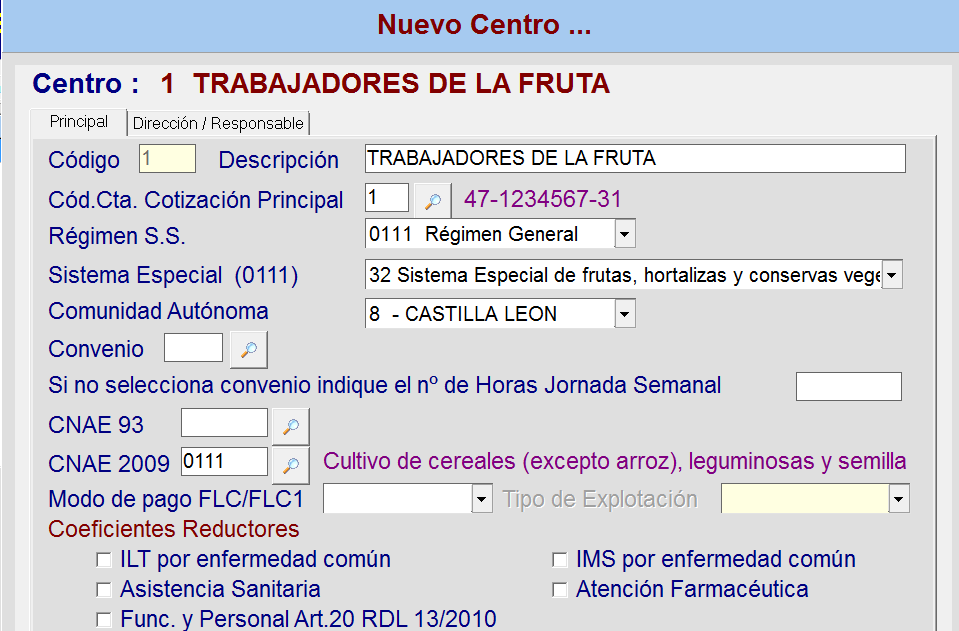 Nuevo Centro ...
Centro : 1 TRABAJADORES DE LA FRUTA
Principal Dirección / Responsable
Código 1 Descripción TRABAJADORES DE LA FRUTA
Cód.Cta. Cotización Principal 1 47-1234567-31
Régimen S.S. 0111 Régimen General
Sistema Especial (0111) 32 Sistema Especial de frutas, hortalizas y conservas vege
Comunidad Autónoma 8 - CASTILLA LEON
Convenio
Si no selecciona convenio indique el nº de Horas Jornada Semanal
CNAE 93
CNAE 2009 0111 Cultivo de cereales (excepto arroz), leguminosas y semilla
Modo de pago FLC/FLC1 Tipo de Explotación
Coeficientes Reductores
ILT por enfermedad común IMS por enfermedad común
Asistencia Sanitaria Atención Farmacéutica
Func. y Personal Art.20 RDL 13/2010